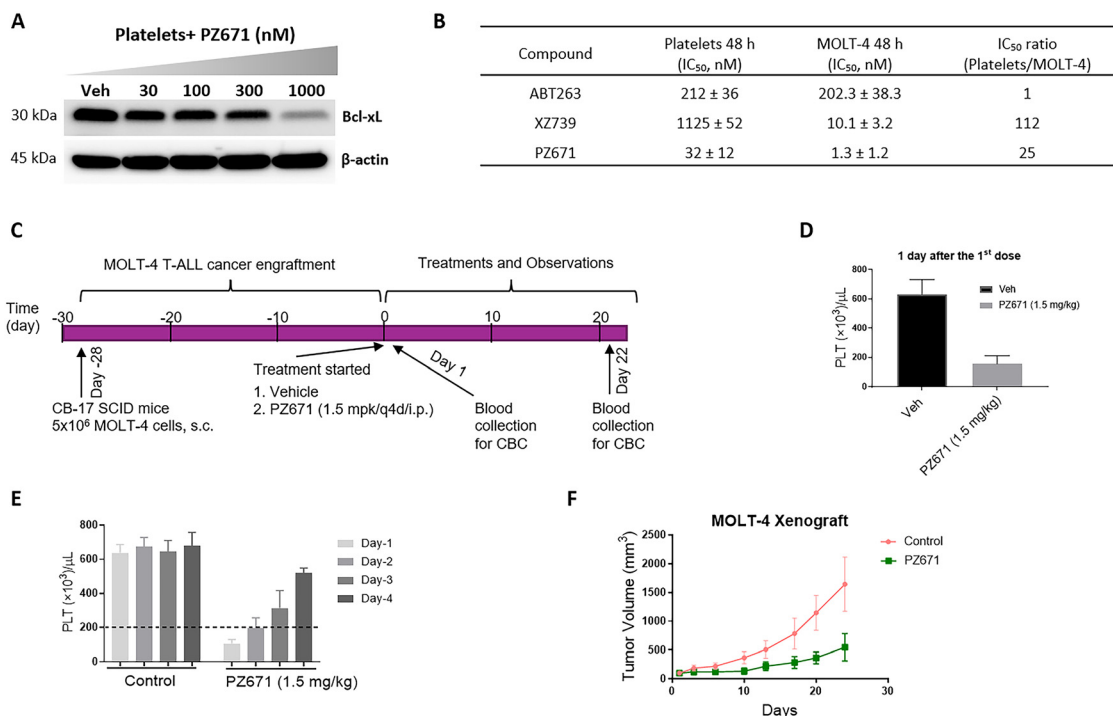 A
Platelets+ PZ671 (nM)
Veh 30 100 300 1000
30 kDa Bcl-xL
45 kDa β-actin
B
Compound Platelets 48 h (IC₅₀, nM) MOLT-4 48 h (IC₅₀, nM) IC₅₀ ratio (Platelets/MOLT-4)
ABT263 212 ± 36 202.3 ± 38.3 1
XZ739 1125 ± 52 10.1 ± 3.2 112
PZ671 32 ± 12 1.3 ± 1.2 25
C
MOLT-4 T-ALL cancer engraftment
Treatments and Observations
Time
(day)
-30 -20 -10 0 10 20
Day -28
CB-17 SCID mice
5x10⁶ MOLT-4 cells, s.c.
Treatment started
1. Vehicle
2. PZ671 (1.5 mpk/q4d/i.p.)
Day 1
Blood
collection
for CBC
Day 22
Blood
collection
for CBC
D
1 day after the 1ˢᵗ dose
PLT (×10³)/µL
800
600
400
200
0
Veh
PZ671 (1.5 mg/kg)
Veh
PZ671 (1.5 mg/kg)
E
PLT (×10³)/µL
800
600
400
200
0
Control
PZ671 (1.5 mg/kg)
Day-1
Day-2
Day-3
Day-4
F
MOLT-4 Xenograft
Tumor Volume (mm³)
2500
2000
1500
1000
500
0
0 10 20 30
Days
Control
PZ671